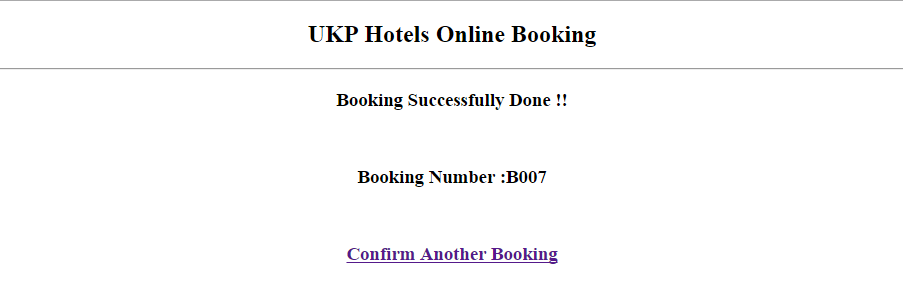 UKP Hotels Online Booking
Booking Successfully Done !!
Booking Number :B007
Confirm Another Booking